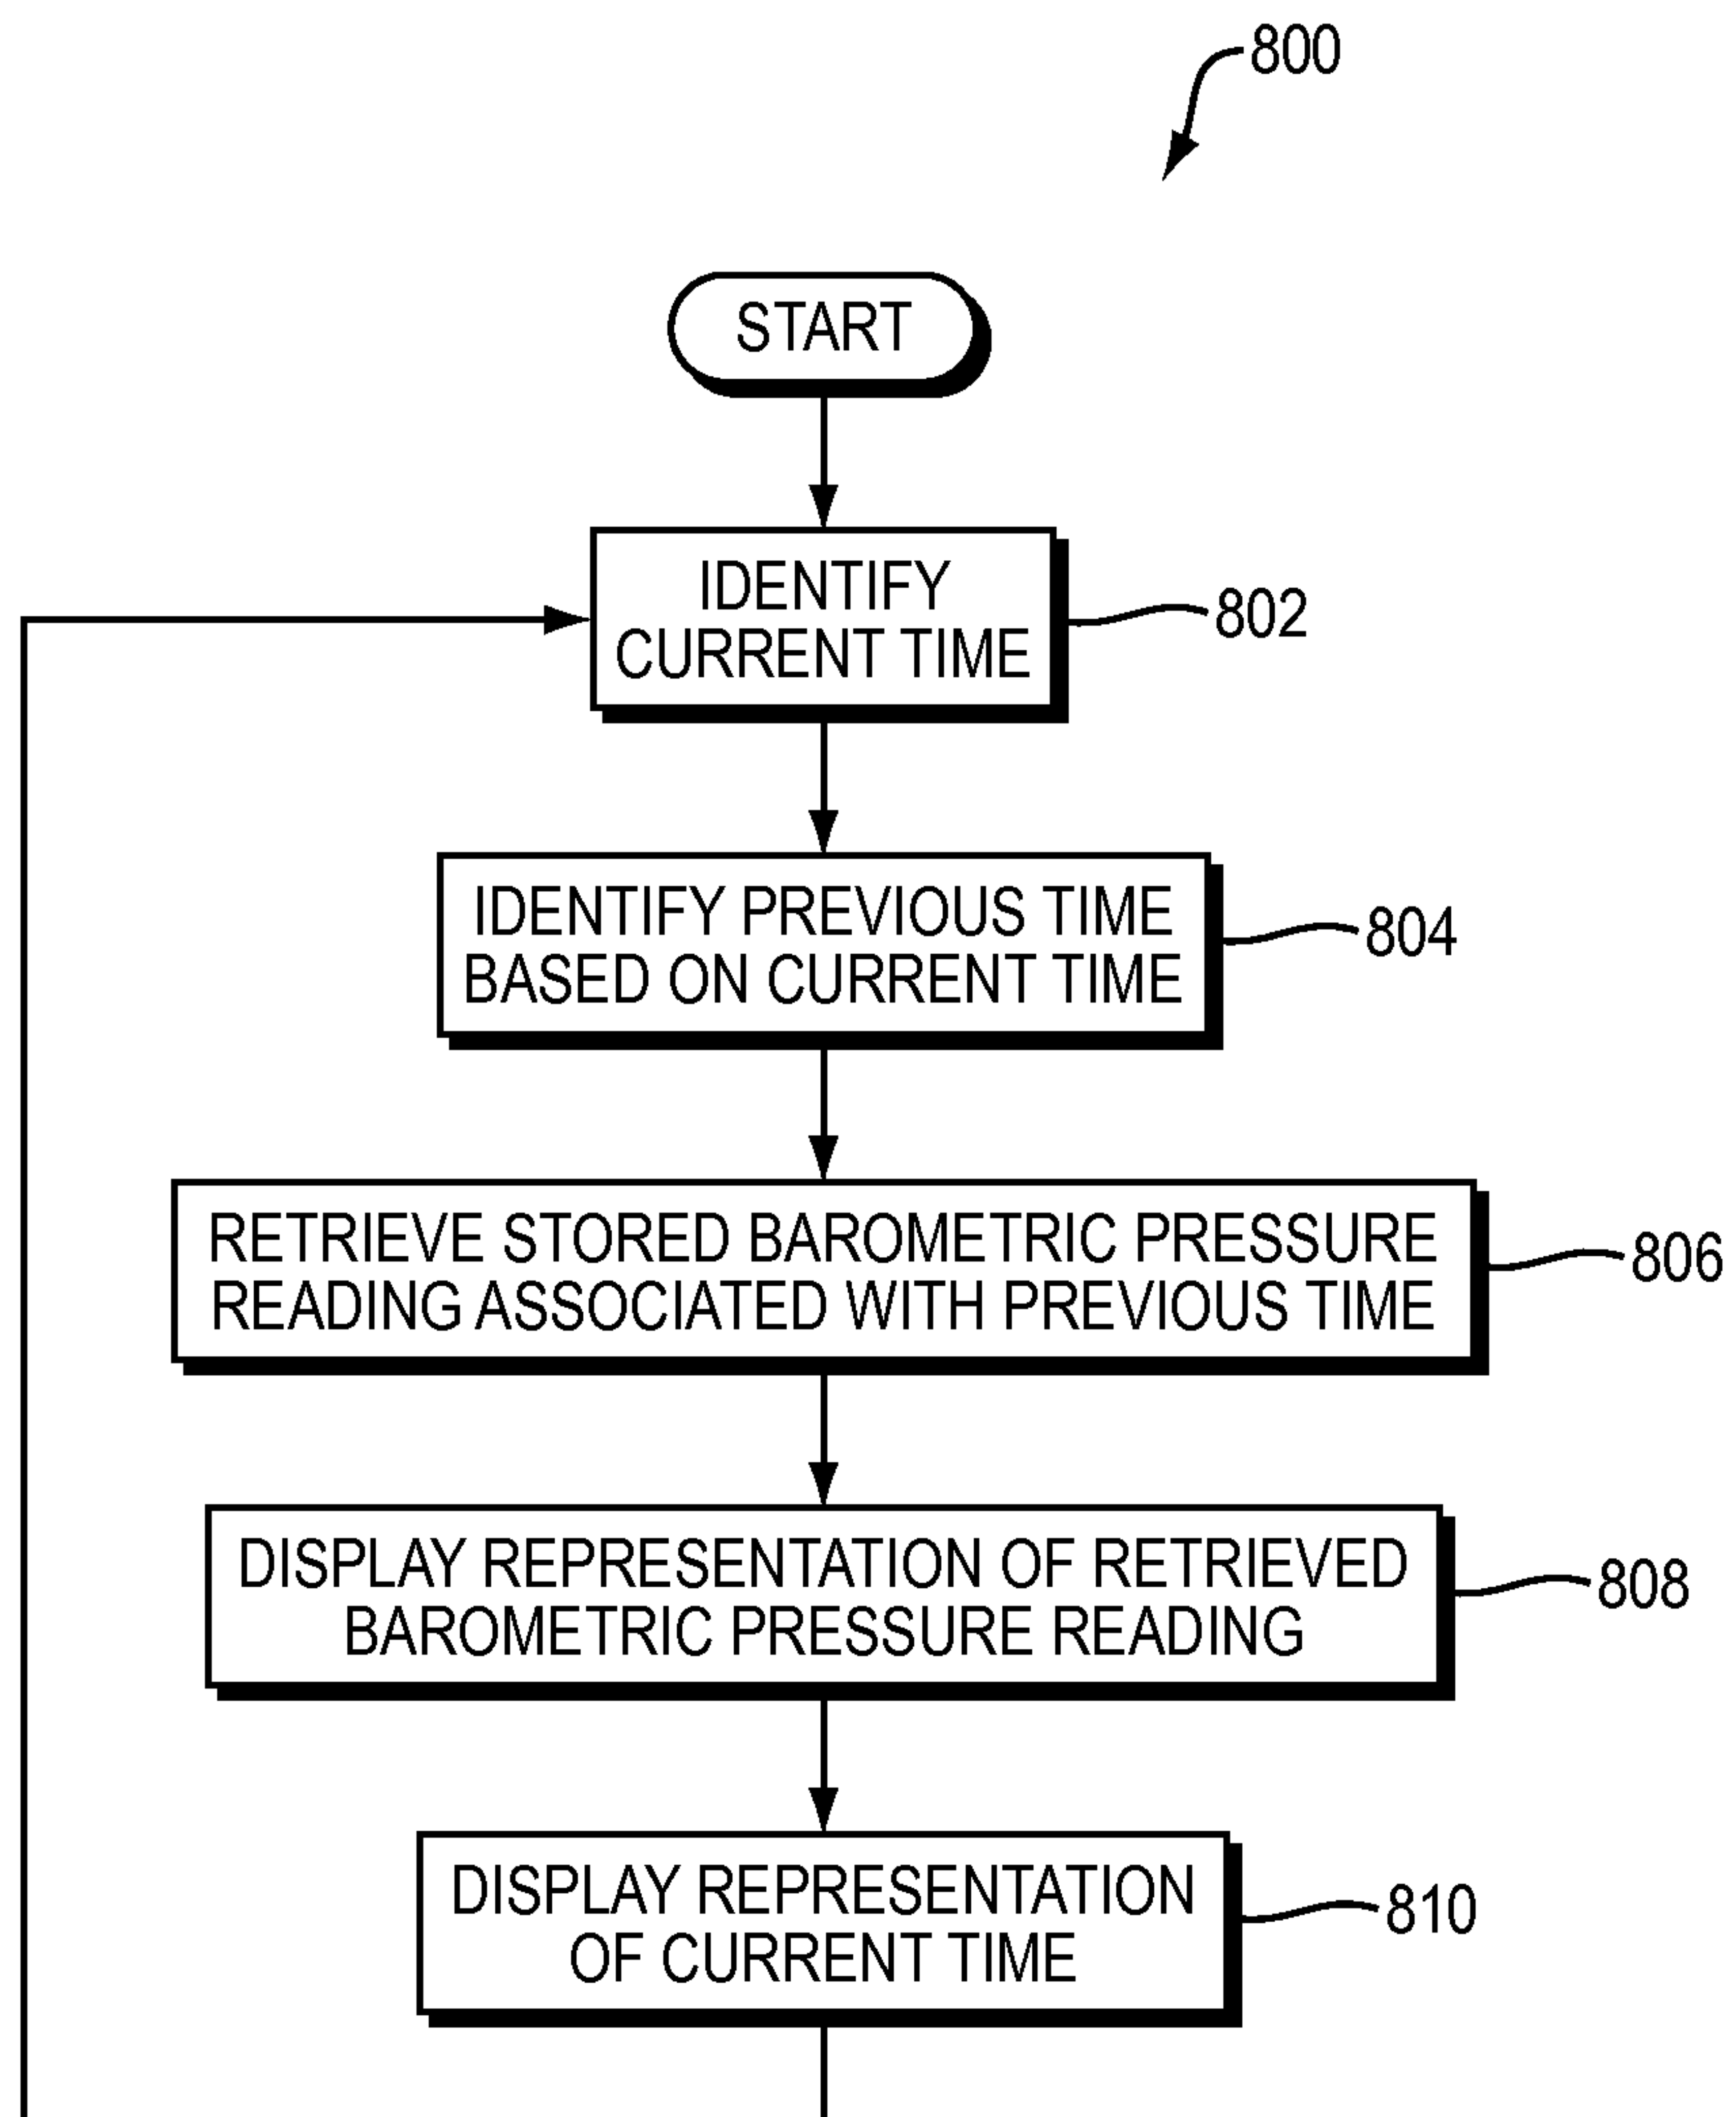 800
START
IDENTIFY
CURRENT TIME
802
IDENTIFY PREVIOUS TIME
BASED ON CURRENT TIME
804
RETRIEVE STORED BAROMETRIC PRESSURE
READING ASSOCIATED WITH PREVIOUS TIME
806
DISPLAY REPRESENTATION OF RETRIEVED
BAROMETRIC PRESSURE READING
808
DISPLAY REPRESENTATION
OF CURRENT TIME
810